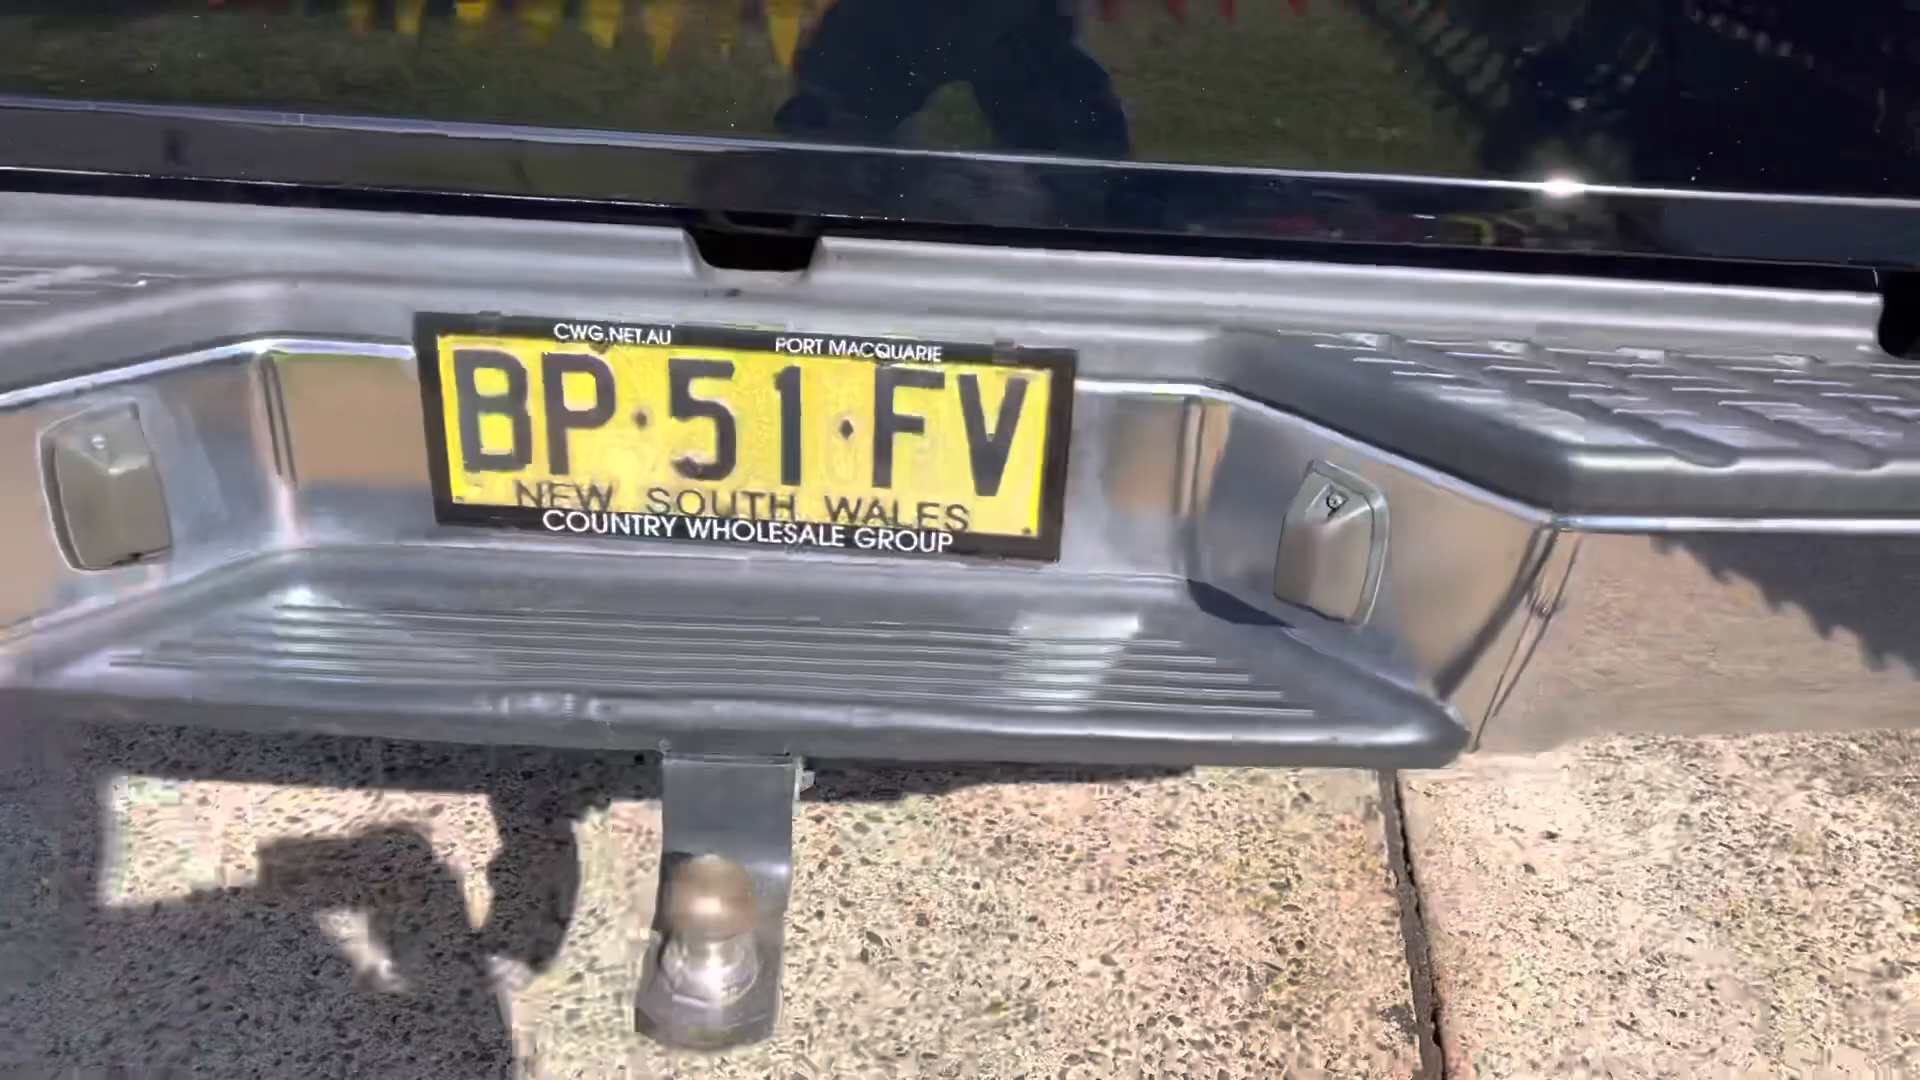 CWG.NET.AU PORT MACQUARIE
BP·51·FV
NEW SOUTH WALES
COUNTRY WHOLESALE GROUP